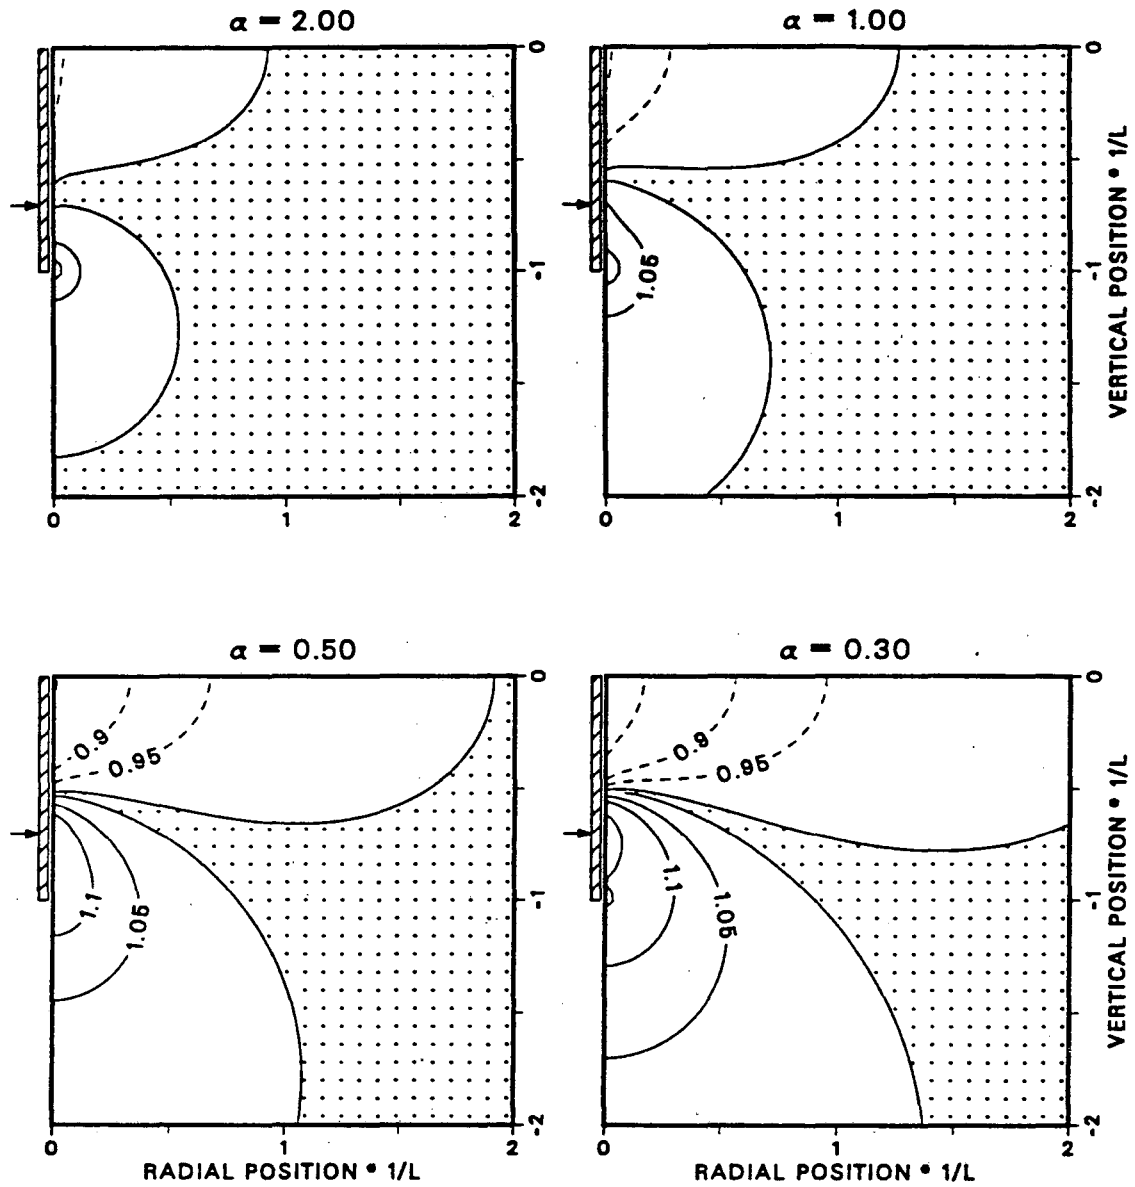 α = 2.00
α = 1.00
0
-1
-2
0 1 2
0
-1
-2
0 1 2
VERTICAL POSITION * 1/L
1.05
α = 0.50
α = 0.30
0
-1
-2
0 1 2
0
-1
-2
0 1 2
0.9
0.95
1.1
1.05
0.9
0.95
1.1
1.05
VERTICAL POSITION * 1/L
RADIAL POSITION * 1/L
RADIAL POSITION * 1/L